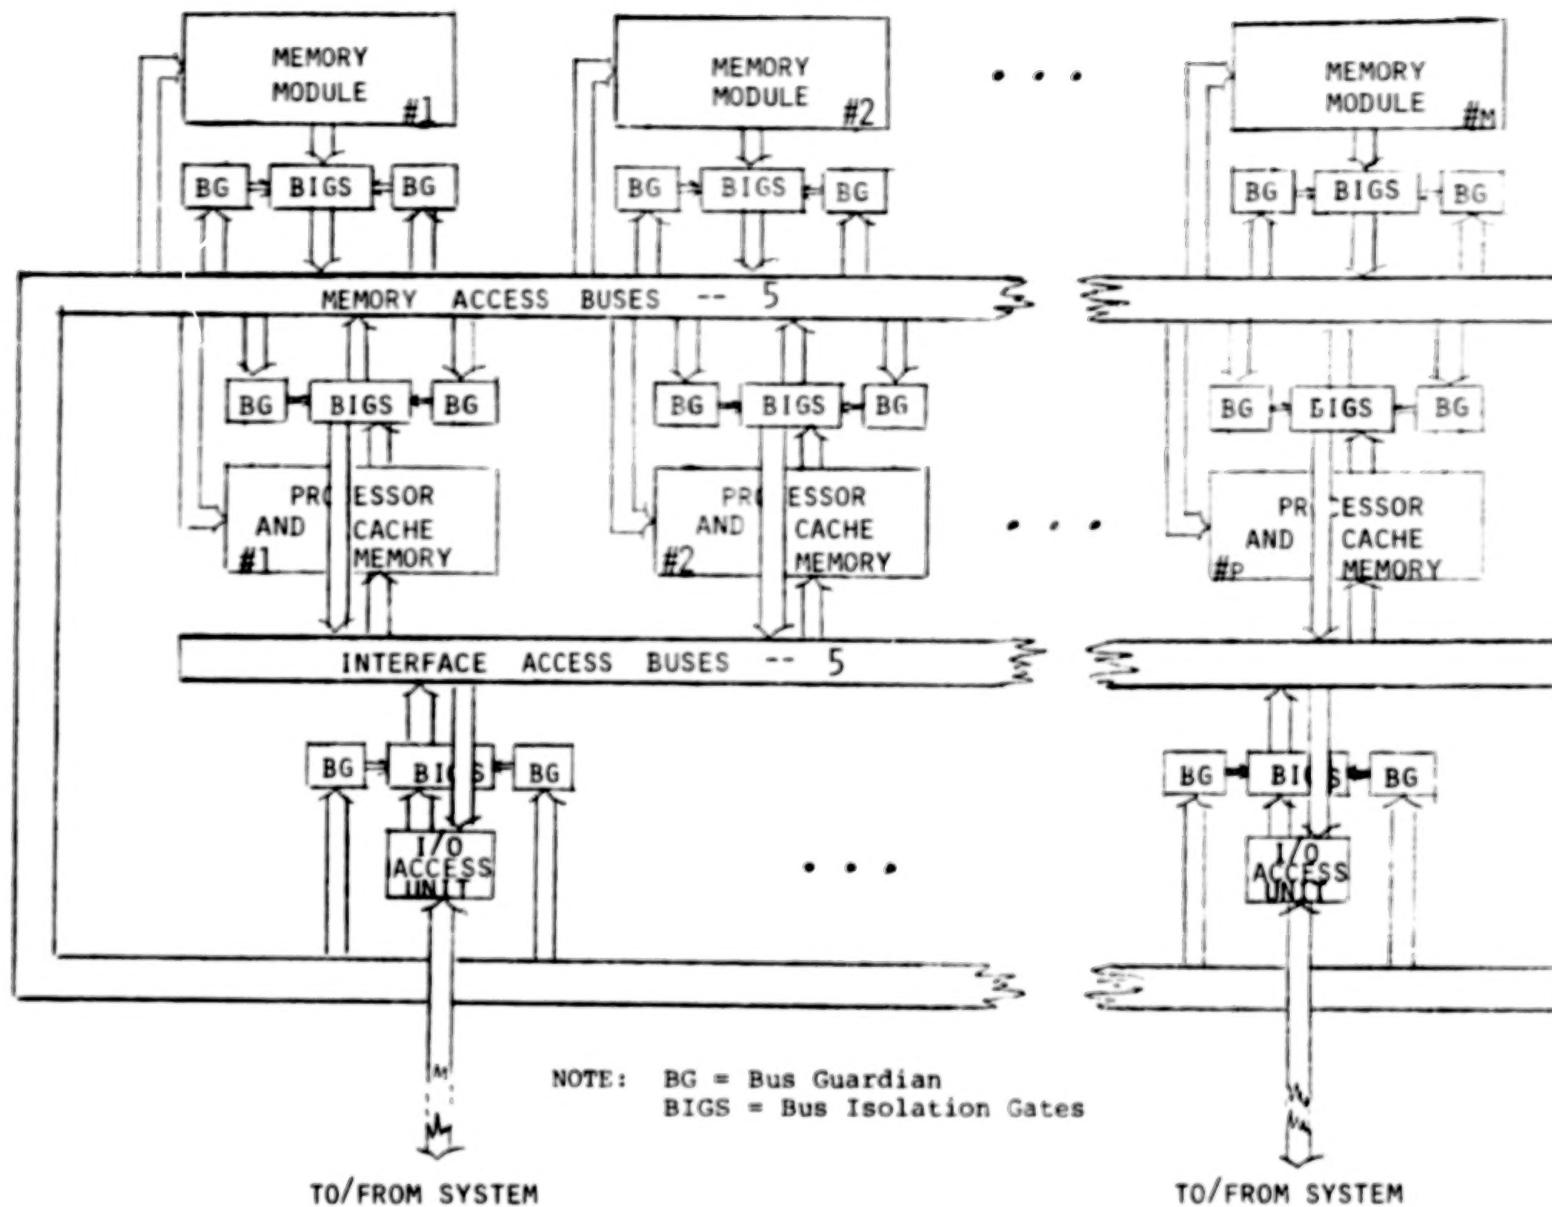 MEMORY
MODULE
#1
MEMORY
MODULE
#2
MEMORY
MODULE
#M
BG
BIGS
BG
BG
BIGS
BG
BG
BIGS
BG
MEMORY ACCESS BUSES -- 5
BG
BIGS
BG
BG
BIGS
BG
BG
BIGS
BG
PROCESSOR
AND CACHE
#1 MEMORY
PROCESSOR
AND CACHE
#2 MEMORY
PROCESSOR
AND CACHE
#P MEMORY
INTERFACE ACCESS BUSES -- 5
BG
BIGS
BG
BG
BIGS
BG
I/O
ACCESS
UNIT
I/O
ACCESS
UNIT
NOTE: BG = Bus Guardian
BIGS = Bus Isolation Gates
TO/FROM SYSTEM
TO/FROM SYSTEM